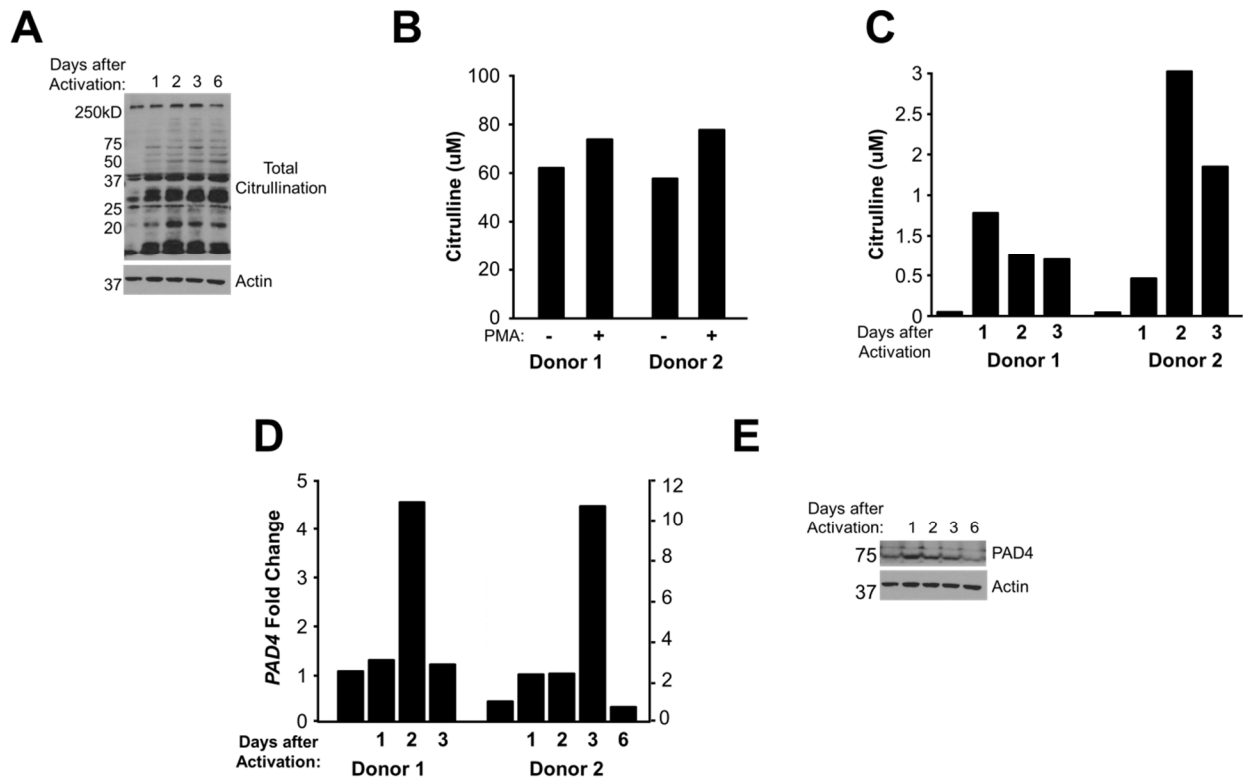 A
Days after
Activation: 1 2 3 6
250kD
75
50
37
25
20
Total
Citrullination
37
Actin
B
Citrulline (uM)
100
80
60
40
20
0
PMA: - + - +
Donor 1 Donor 2
C
Citrulline (uM)
3
2.5
2
1
1.5
0.5
0
Days after
Activation
1 2 3 1 2 3
Donor 1 Donor 2
D
PAD4 Fold Change
5
4
3
2
1
0
12
10
8
6
4
2
0
Days after
Activation:
1 2 3 1 2 3 6
Donor 1 Donor 2
E
Days after
Activation: 1 2 3 6
75 PAD4
37 Actin